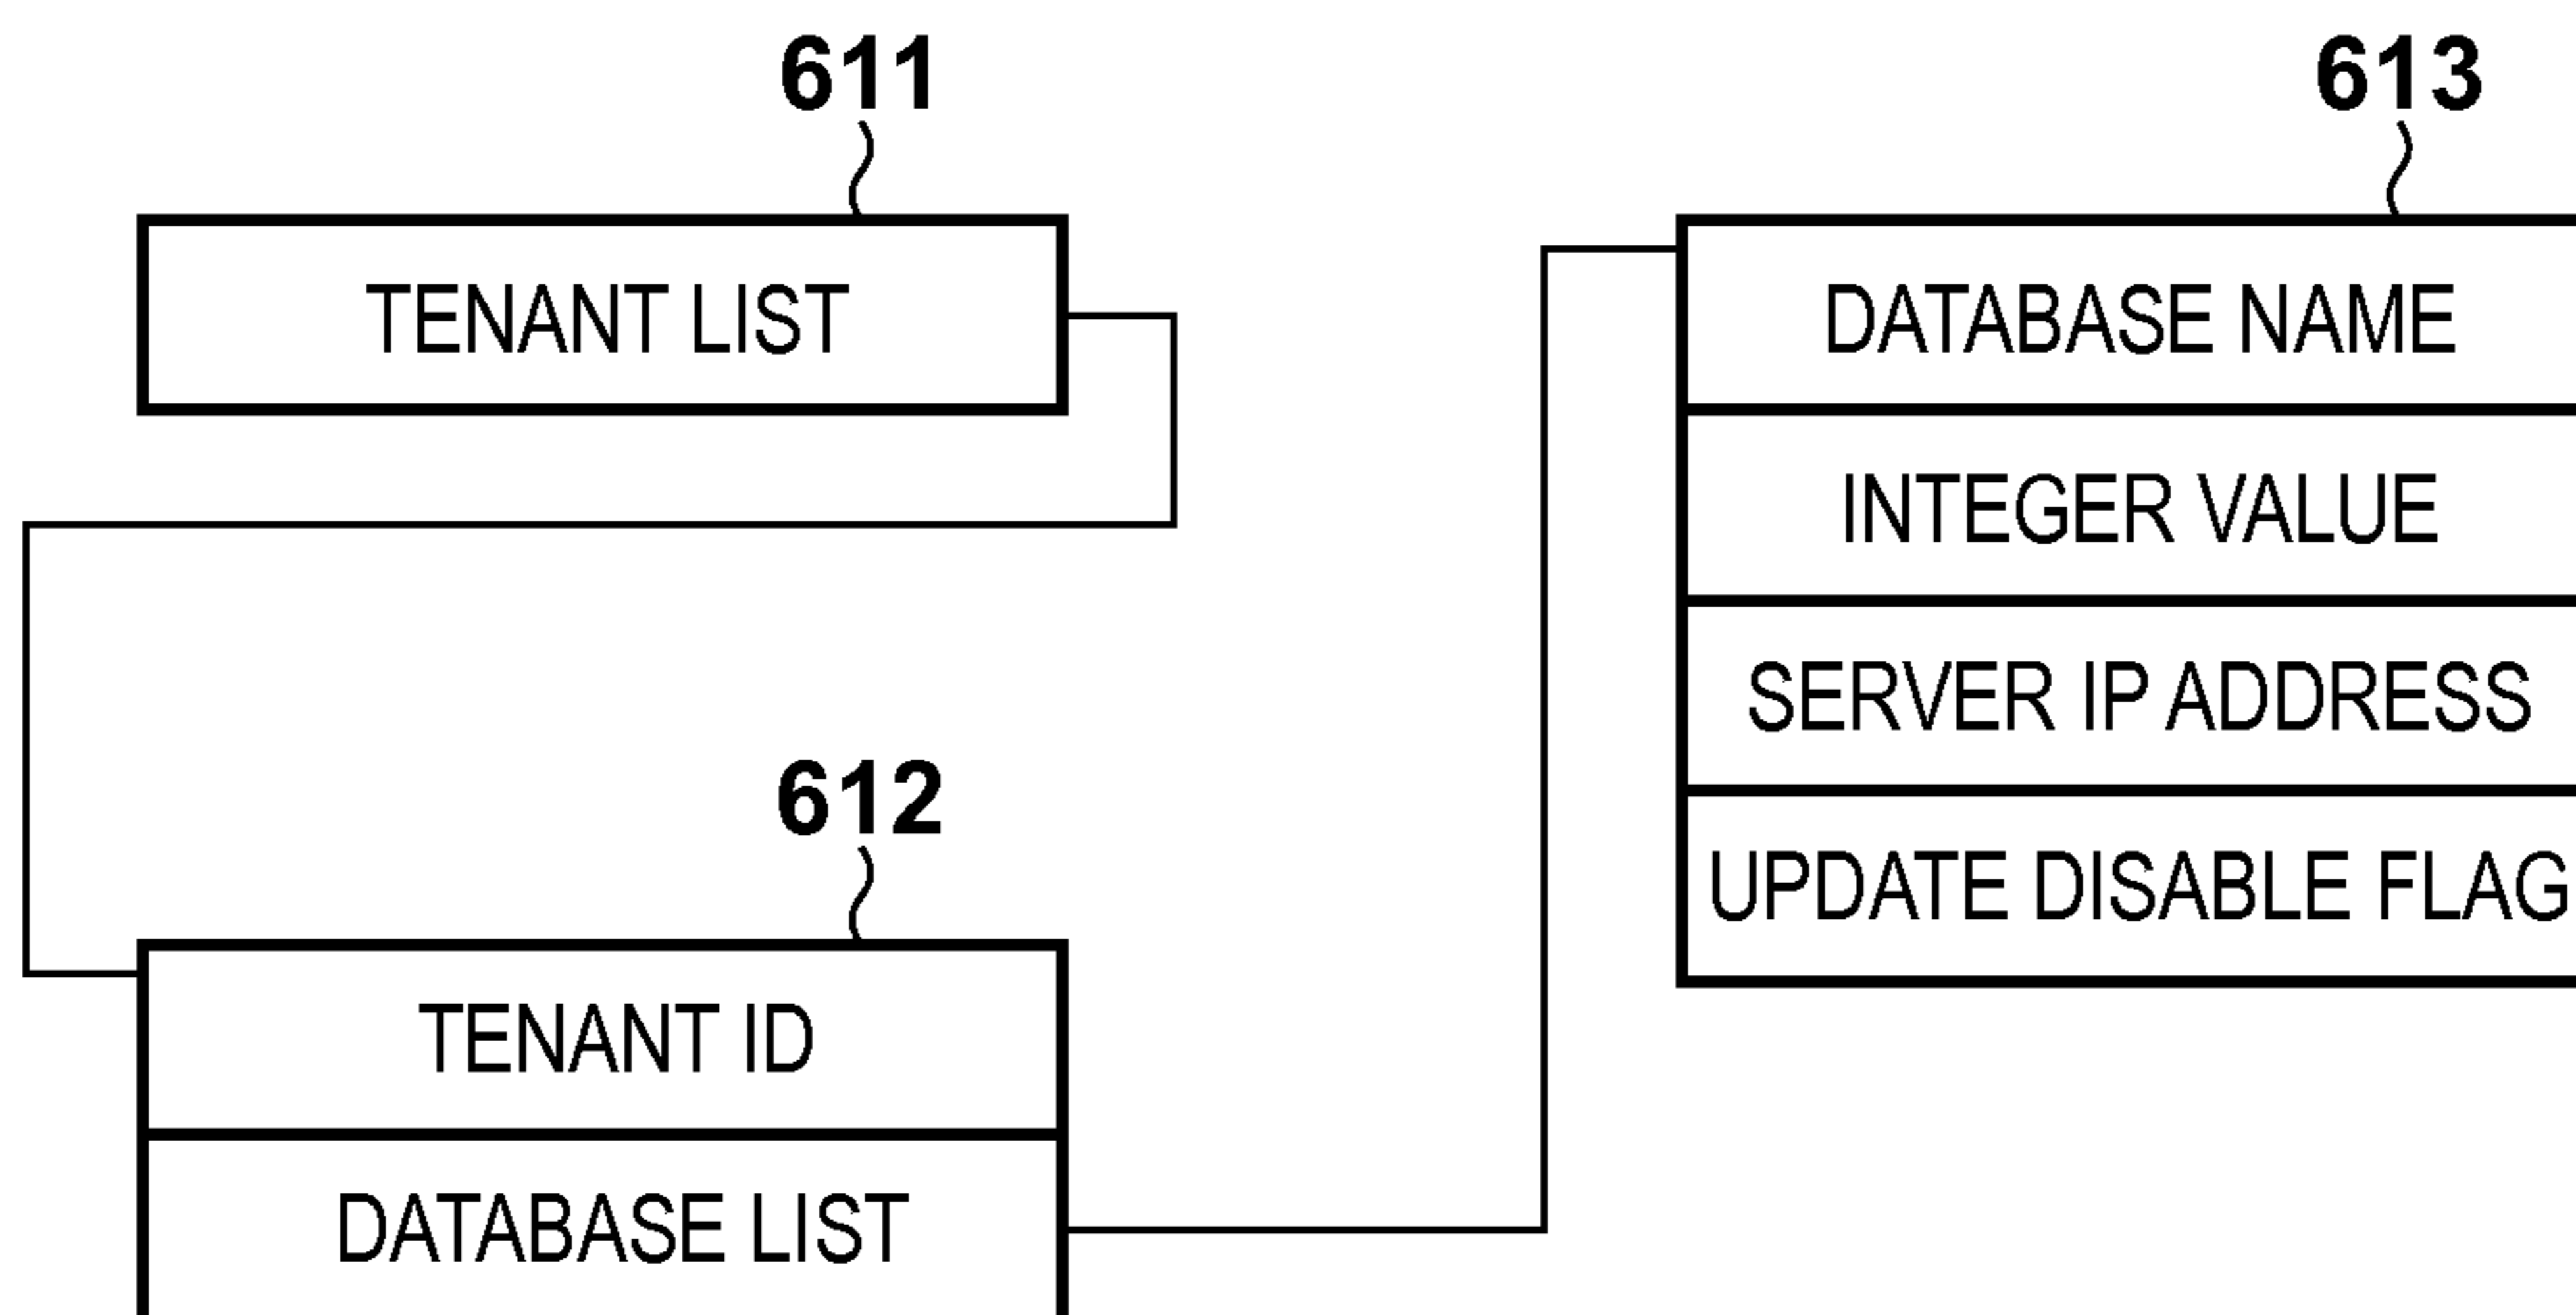 611
TENANT LIST
612
TENANT ID
DATABASE LIST
613
DATABASE NAME
INTEGER VALUE
SERVER IP ADDRESS
UPDATE DISABLE FLAG